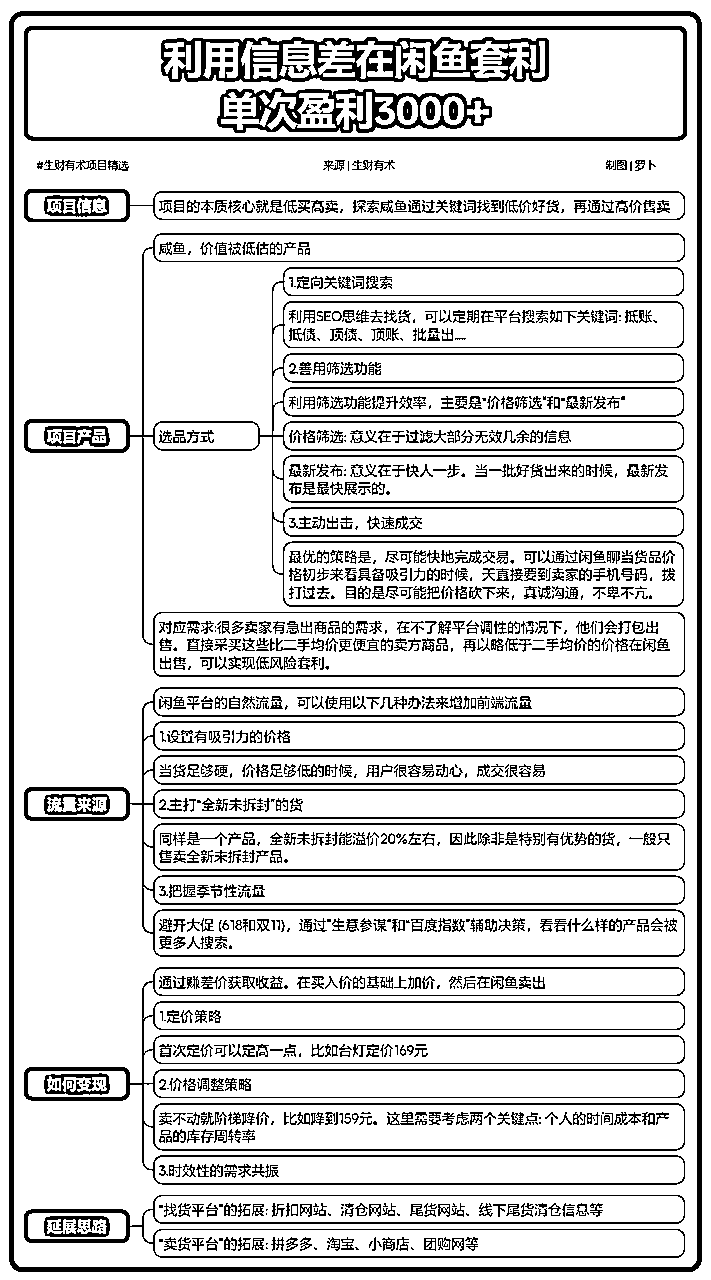 利用信息差在闲鱼套利
单次盈利3000+
#生财有术项目精选
来源 | 生财有术
制图 | 罗卜
项目信息
项目的本质核心就是低买高卖，探索咸鱼通过关键词找到低价好货，再通过高价售卖
项目产品
咸鱼，价值被低估的产品
选品方式
1.定向关键词搜索
利用SEO思维去找货，可以定期在平台搜索如下关键词: 抵账、
抵债、顶债、顶账、批量出.....
2.善用筛选功能
利用筛选功能提升效率，主要是“价格筛选”和“最新发布”
价格筛选: 意义在于过滤大部分无效几余的信息
最新发布: 意义在于快人一步。当一批好货出来的时候，最新发
布是最快展示的。
3.主动出击，快速成交
最优的策略是，尽可能快地完成交易。可以通过闲鱼聊当货品价
格初步来看具备吸引力的时候，天直接要到卖家的手机号码，拨
打过去。目的是尽可能把价格砍下来，真诚沟通，不卑不亢。
对应需求:很多卖家有急出商品的需求，在不了解平台调性的情况下，他们会打包出
售。直接采买这些比二手均价更便宜的卖方商品，再以略低于二手均价的价格在闲鱼
出售，可以实现低风险套利。
流量来源
闲鱼平台的自然流量，可以使用以下几种办法来增加前端流量
1.设置有吸引力的价格
当货足够硬，价格足够低的时候，用户很容易动心，成交很容易
2.主打“全新未拆封”的货
同样是一个产品，全新未拆封能溢价20%左右，因此除非是特别有优势的货，一般只
售卖全新未拆封产品。
3.把握季节性流量
避开大促 (618和双11)，通过“生意参谋”和“百度指数”辅助决策，看看什么样的产品会被
更多人搜索。
如何变现
通过赚差价获取收益。在买入价的基础上加价，然后在闲鱼卖出
1.定价策略
首次定价可以定高一点，比如台灯定价169元
2.价格调整策略
卖不动就阶梯降价，比如降到159元。这里需要考虑两个关键点: 个人的时间成本和产
品的库存周转率
3.时效性的需求共振
延展思路
“找货平台”的拓展: 折扣网站、清仓网站、尾货网站、线下尾货清仓信息等
“卖货平台”的拓展: 拼多多、淘宝、小商店、团购网等